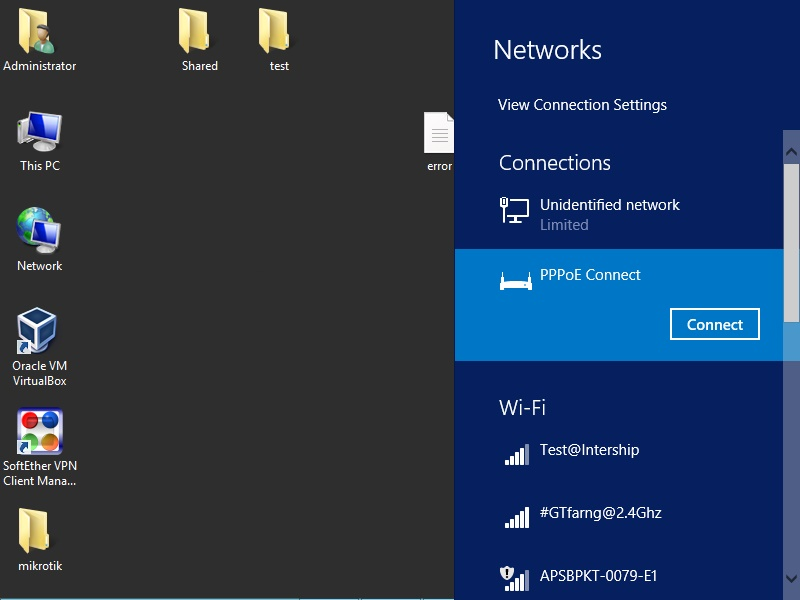 Administrator
Shared
test
This PC
error
Network
Oracle VM
VirtualBox
SoftEther VPN
Client Mana...
mikrotik
Networks
View Connection Settings
Connections
Unidentified network
Limited
PPPoE Connect
Connect
Wi-Fi
Test@Intership
#GTfarng@2.4Ghz
APSBPKT-0079-E1